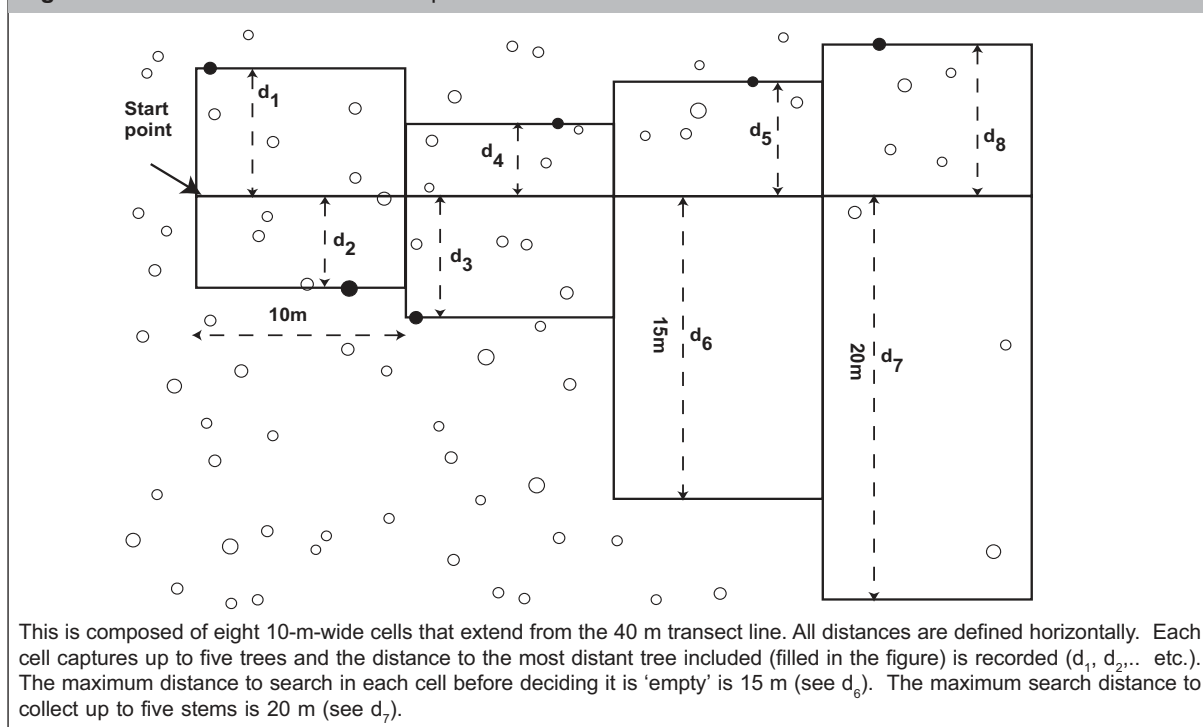 d1
Start
point
d4
d5
d8
d2
d3
10m
15m
d6
20m
d7
This is composed of eight 10-m-wide cells that extend from the 40 m transect line. All distances are defined horizontally. Each
cell captures up to five trees and the distance to the most distant tree included (filled in the figure) is recorded (d1, d2,.. etc.).
The maximum distance to search in each cell before deciding it is ‘empty’ is 15 m (see d6). The maximum search distance to
collect up to five stems is 20 m (see d7).